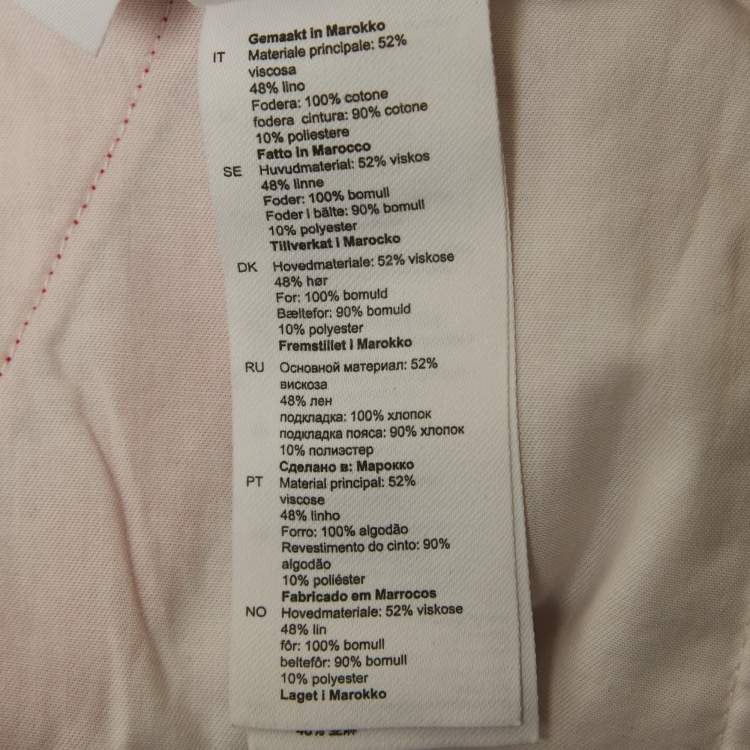 Gemaakt in Marokko
IT Materiale principale: 52%
viscosa
48% lino
Fodera: 100% cotone
fodera cintura: 90% cotone
10% poliestere
Fatto in Marocco
SE Huvudmaterial: 52% viskos
48% linne
Foder: 100% bomull
Foder i bälte: 90% bomull
10% polyester
Tillverkat i Marocko
DK Hovedmateriale: 52% viskose
48% hør
For: 100% bomuld
Bæltefor: 90% bomuld
10% polyester
Fremstillet i Marokko
RU Основной материал: 52%
вискоза
48% лен
подкладка: 100% хлопок
подкладка пояса: 90% хлопок
10% полиэстер
Сделано в: Марокко
PT Material principal: 52%
viscose
48% linho
Forro: 100% algodão
Revestimento do cinto: 90%
algodão
10% poliéster
Fabricado em Marrocos
NO Hovedmateriale: 52% viskose
48% lin
fôr: 100% bomull
beltefôr: 90% bomull
10% polyester
Laget i Marokko